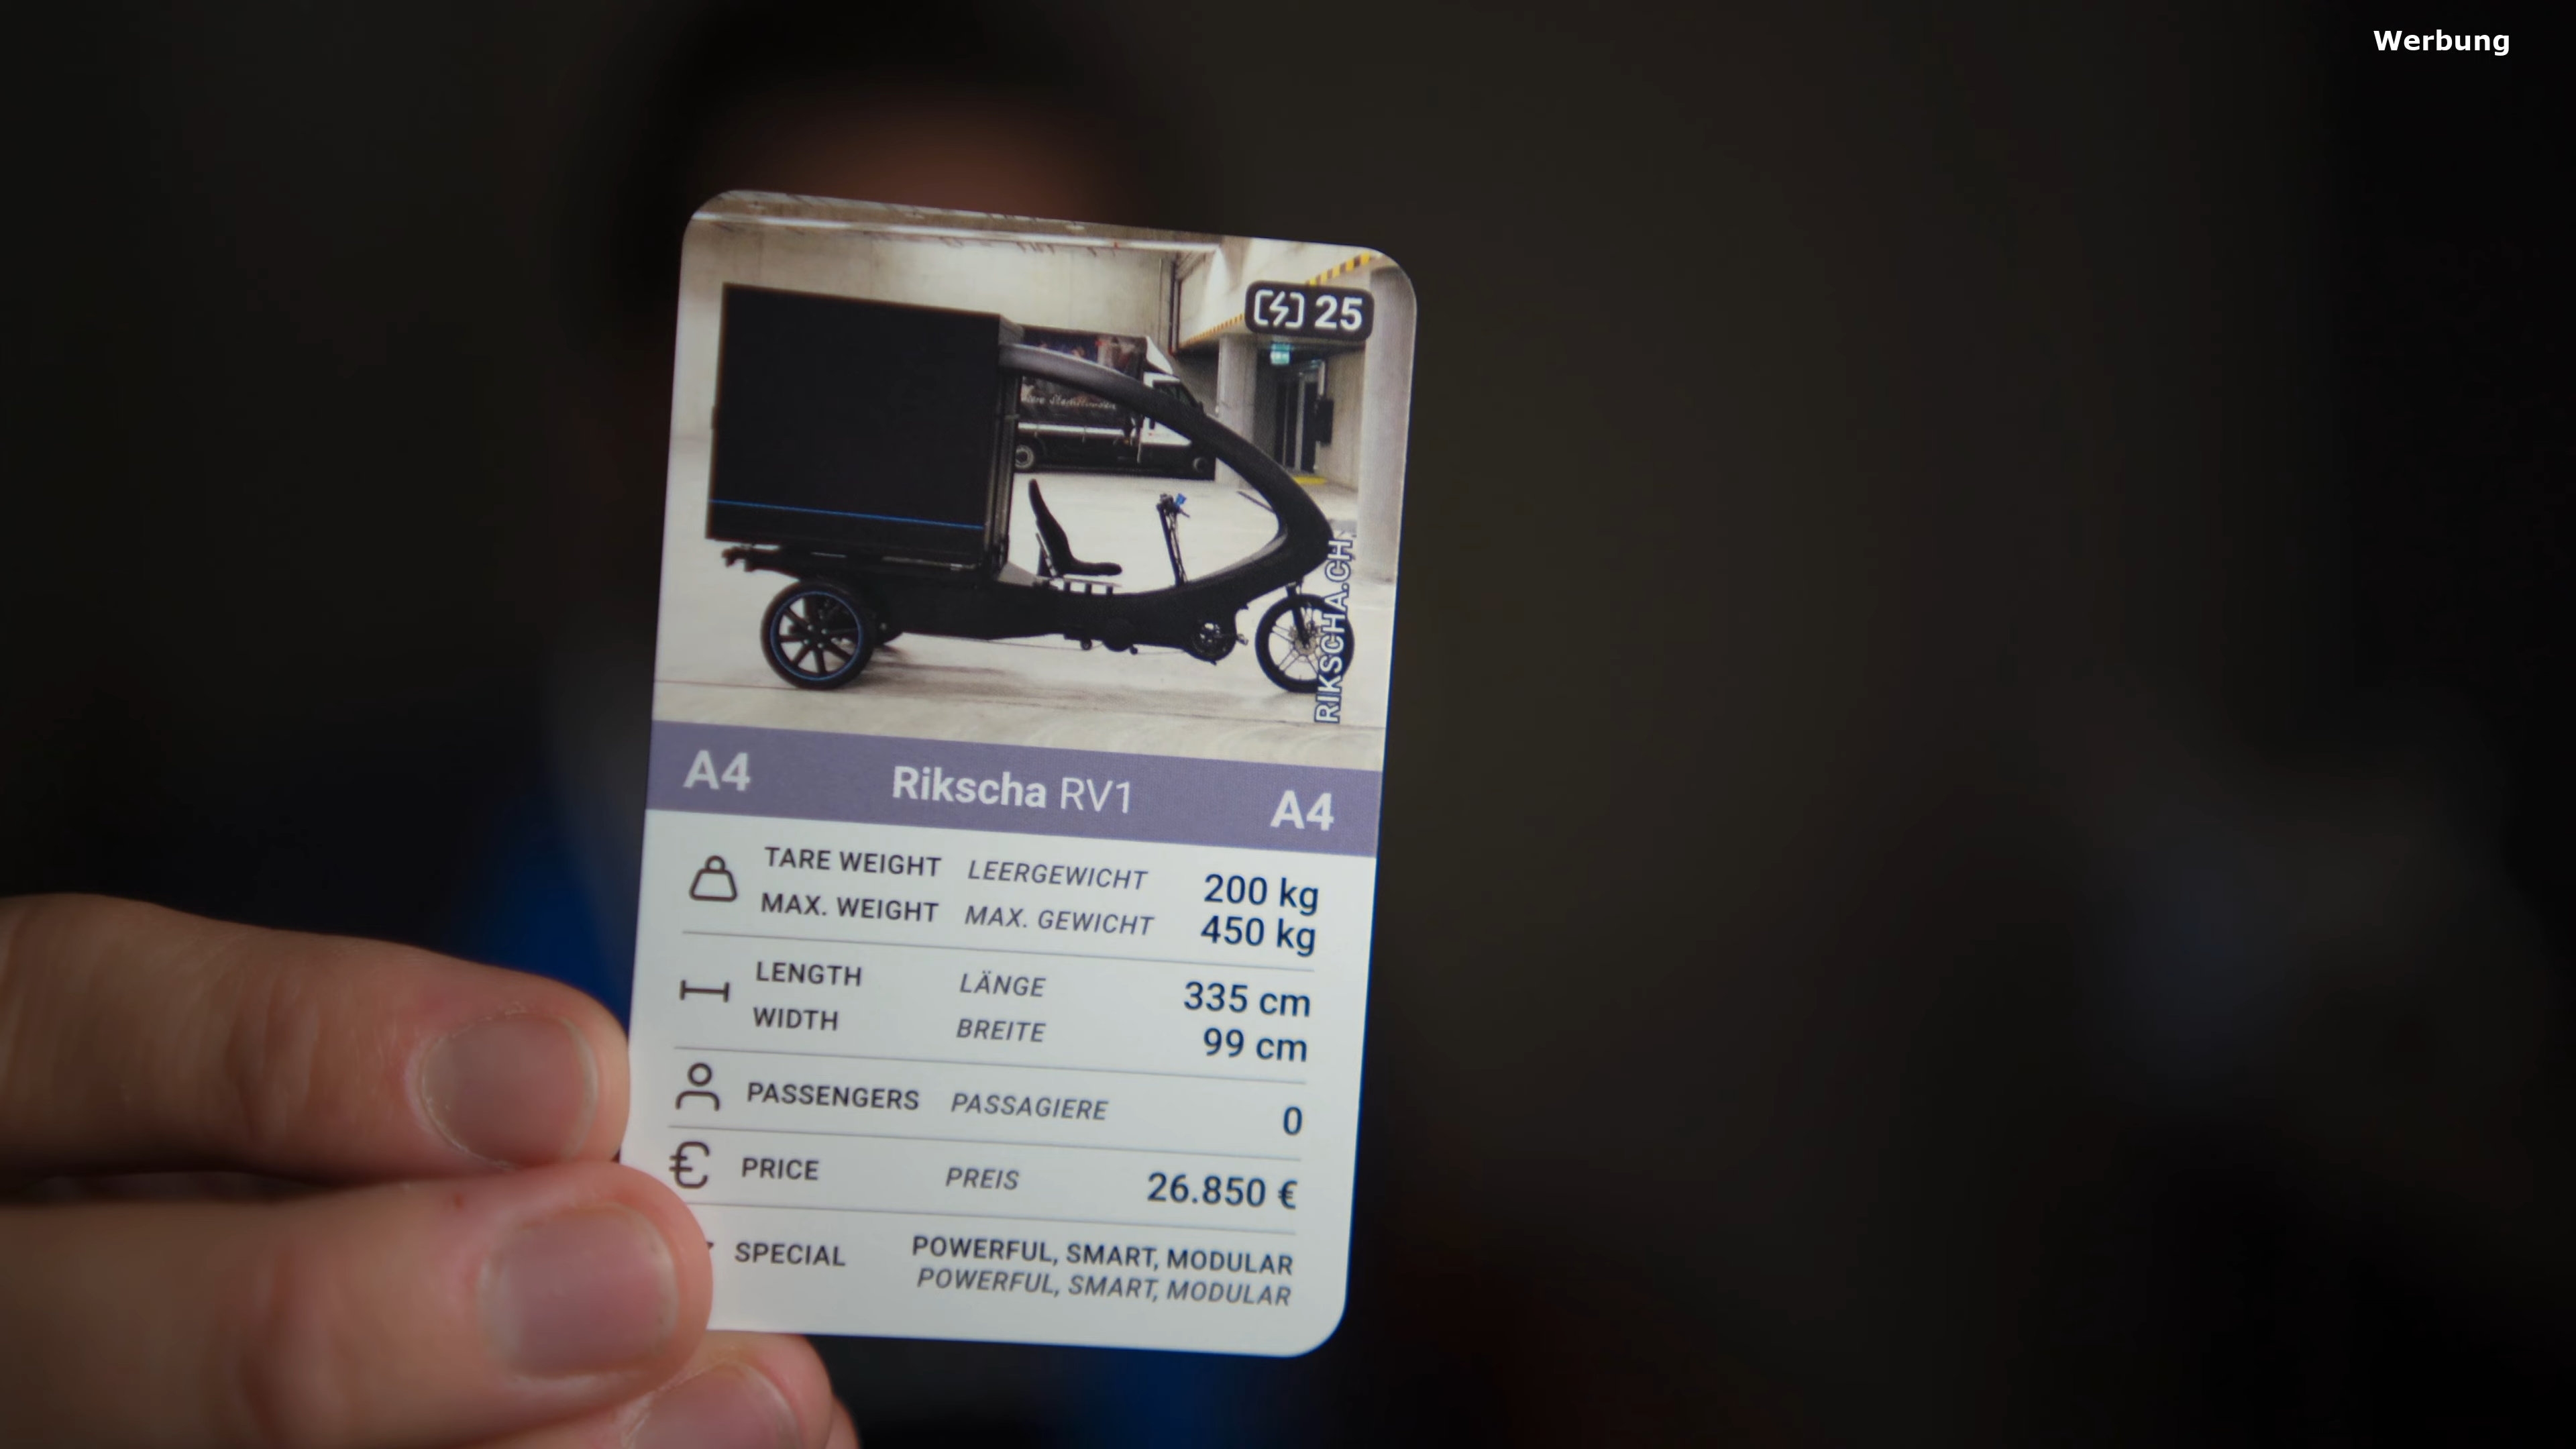 Werbung
25
RIKSCHA.CH
A4 Rikscha RV1 A4
TARE WEIGHT LEERGEWICHT 200 kg
MAX. WEIGHT MAX. GEWICHT 450 kg
LENGTH LÄNGE 335 cm
WIDTH BREITE 99 cm
PASSENGERS PASSAGIERE 0
€ PRICE PREIS 26.850 €
SPECIAL POWERFUL, SMART, MODULAR
POWERFUL, SMART, MODULAR